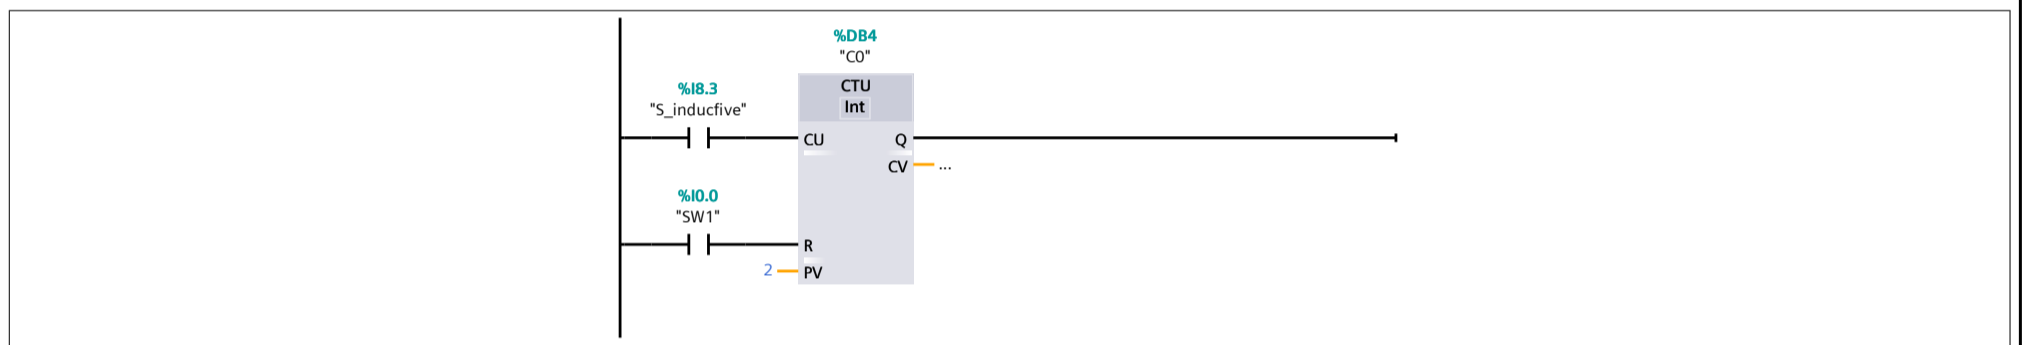 %DB4
"C0"
%I8.3
"S_inducfive"
CTU
Int
CU
Q
CV
...
%I0.0
"SW1"
R
2
PV